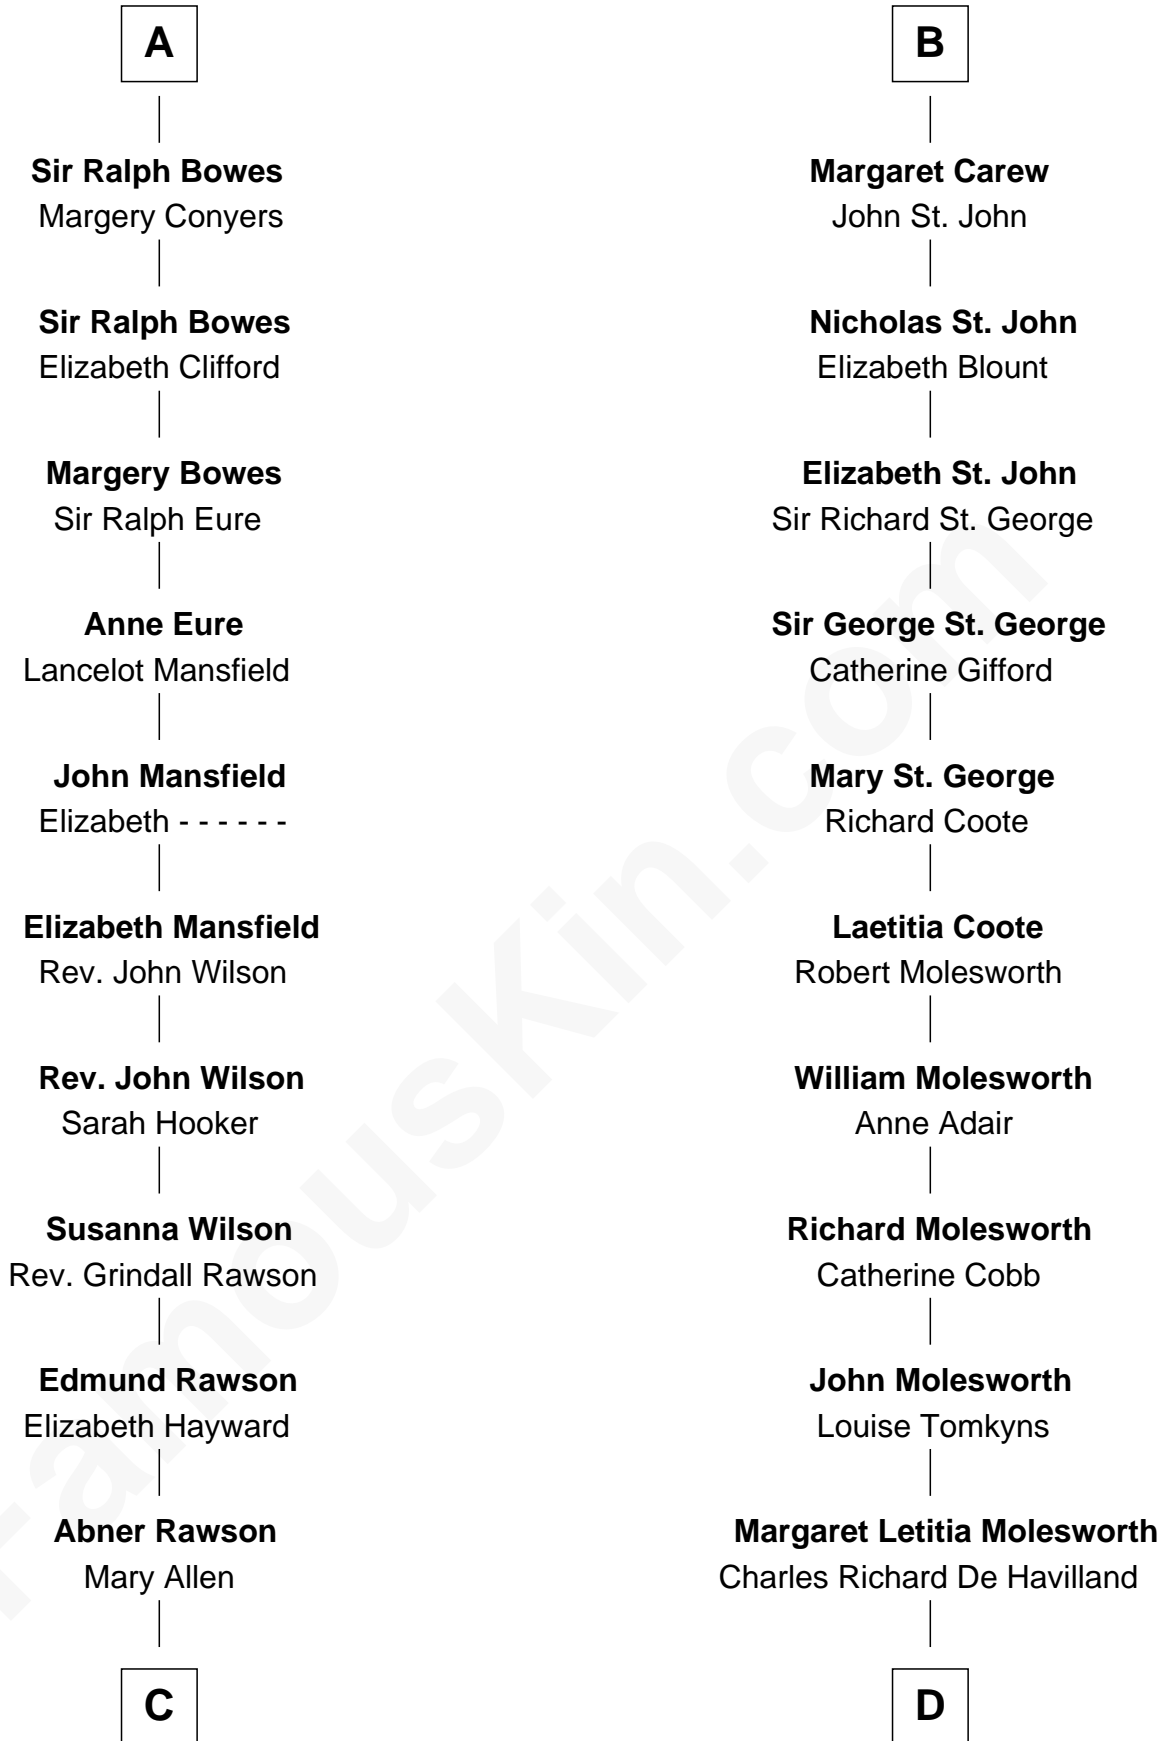 A
Sir Ralph Bowes
Margery Conyers
Sir Ralph Bowes
Elizabeth Clifford
Margery Bowes
Sir Ralph Eure
Anne Eure
Lancelot Mansfield
John Mansfield
Elizabeth - - - - - -
Elizabeth Mansfield
Rev. John Wilson
Rev. John Wilson
Sarah Hooker
Susanna Wilson
Rev. Grindall Rawson
Edmund Rawson
Elizabeth Hayward
Abner Rawson
Mary Allen
C
B
Margaret Carew
John St. John
Nicholas St. John
Elizabeth Blount
Elizabeth St. John
Sir Richard St. George
Sir George St. George
Catherine Gifford
Mary St. George
Richard Coote
Laetitia Coote
Robert Molesworth
William Molesworth
Anne Adair
Richard Molesworth
Catherine Cobb
John Molesworth
Louise Tomkyns
Margaret Letitia Molesworth
Charles Richard De Havilland
D
FamousKin.com